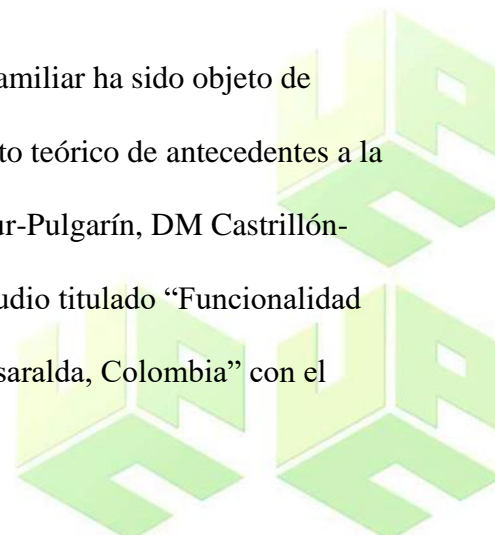 amiliar ha sido objeto de
to teórico de antecedentes a la
ur-Pulgarín, DM Castrillón-
udio titulado “Funcionalidad
saralda, Colombia” con el